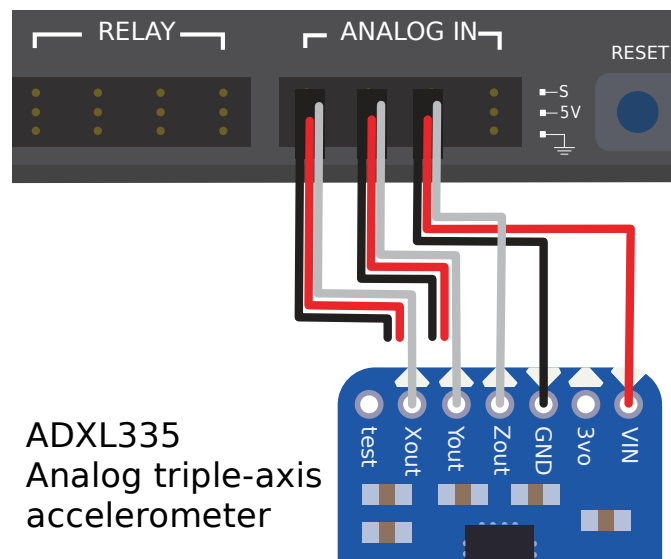 RELAY
ANALOG IN
RESET
S
5V
ADXL335
Analog triple-axis
accelerometer
test
Xout
Yout
Zout
GND
3vo
VIN